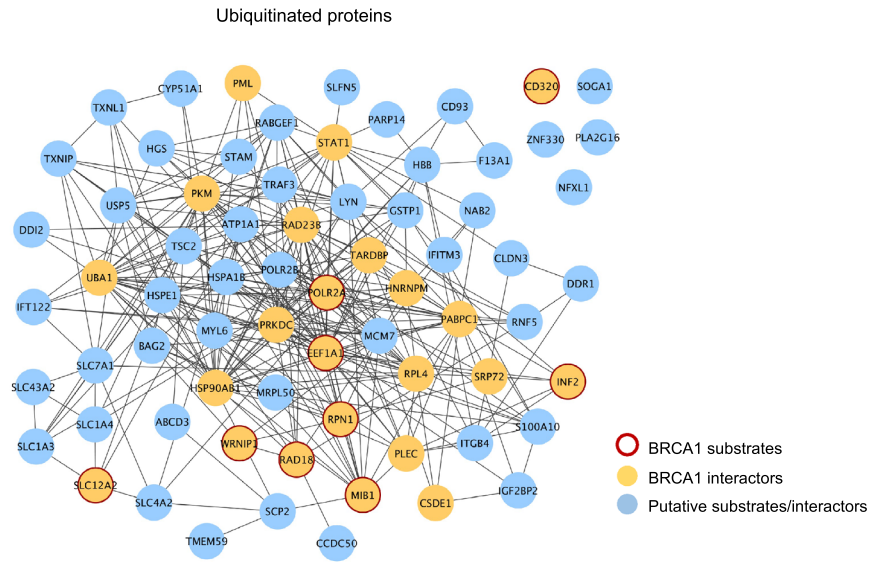 Ubiquitinated proteins
PML
CYP51A1
SLFN5
CD320
SOGA1
TXNL1
CD93
RABGEF1
PARP14
STAT1
ZNF330
PLA2G16
HGS
STAM
TXNIP
HBB
F13A1
TRAF3
NFXL1
PKM
LYN
USP5
GSTP1
NAB2
ATP1A1
RAD23B
DDI2
TSC2
TARDBP
IFITM3
CLDN3
UBA1
HSPA1B
POLR2B
DDR1
HNRNPM
HSPE1
POLR2A
IFT122
PABPC1
RNF5
MYL6
PRKDC
MCM7
BAG2
EEF1A1
SLC7A1
RPL4
SRP72
INF2
SLC43A2
HSP90AB1
MRPL50
SLC1A4
ABCD3
RPN1
S100A10
SLC1A3
WRNIP1
ITGB4
BRCA1 substrates
RAD18
PLEC
BRCA1 interactors
SLC12A2
IGF2BP2
SLC4A2
MIB1
CSDE1
Putative substrates/interactors
SCP2
TMEM59
CCDC50